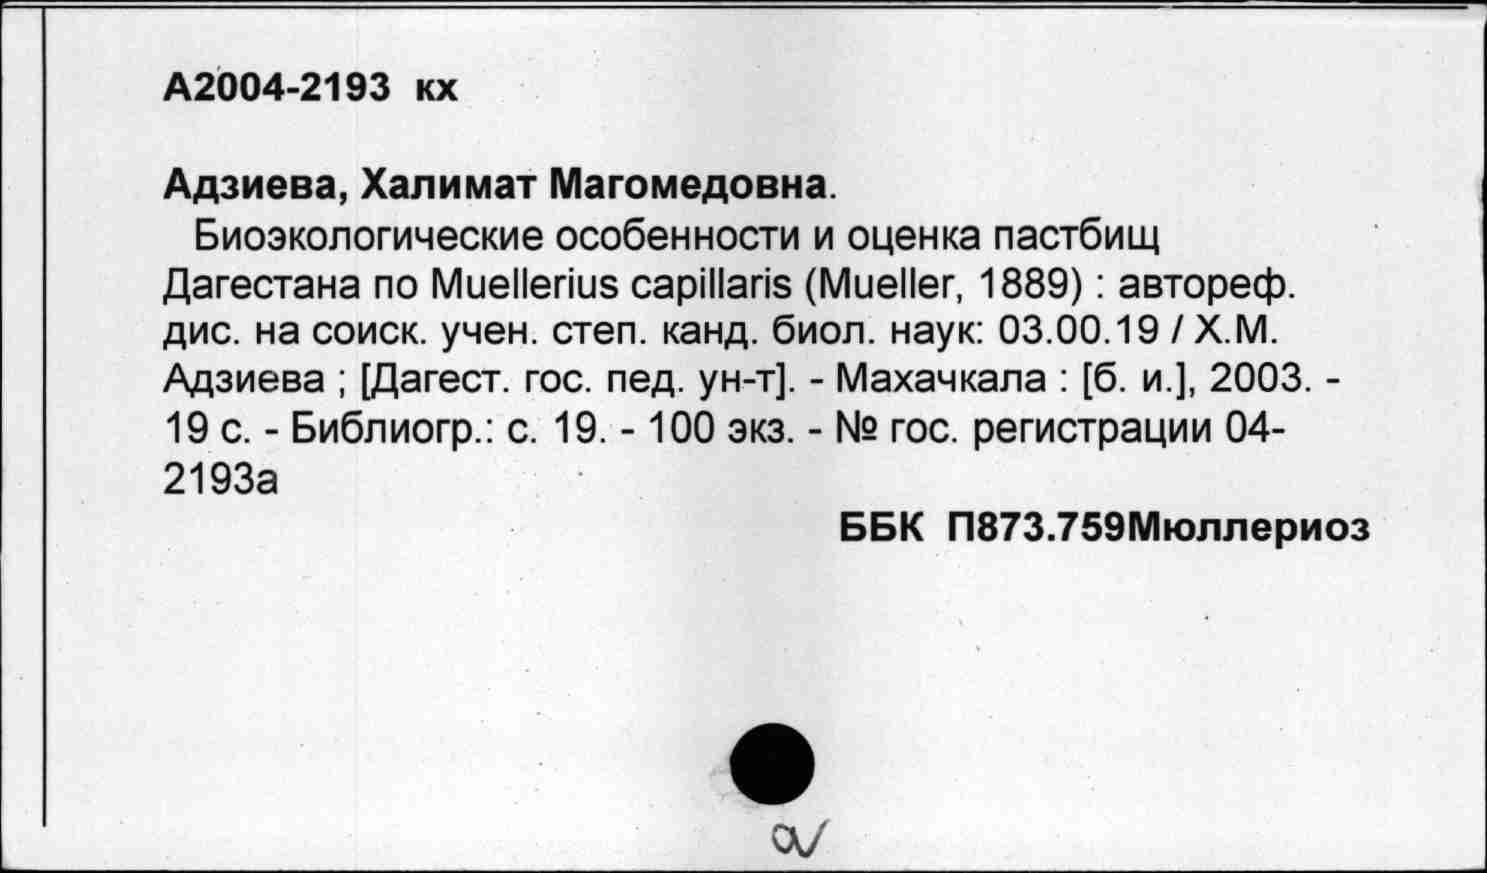 А2004-2193 кх
Адзиева, Халимат Магомедовна.
Биоэкологические особенности и оценка пастбищ
Дагестана по Muellerius capillaris (Mueller, 1889) : автореф.
дис. на соиск. учен. степ. канд. биол. наук: 03.00.19 / Х.М.
Адзиева ; [Дагест. гос. пед. ун-т]. - Махачкала : [б. и.], 2003. -
19 с. - Библиогр.: с. 19. - 100 экз. - № гос. регистрации 04-
2193а
ББК П873.759Мюллериоз